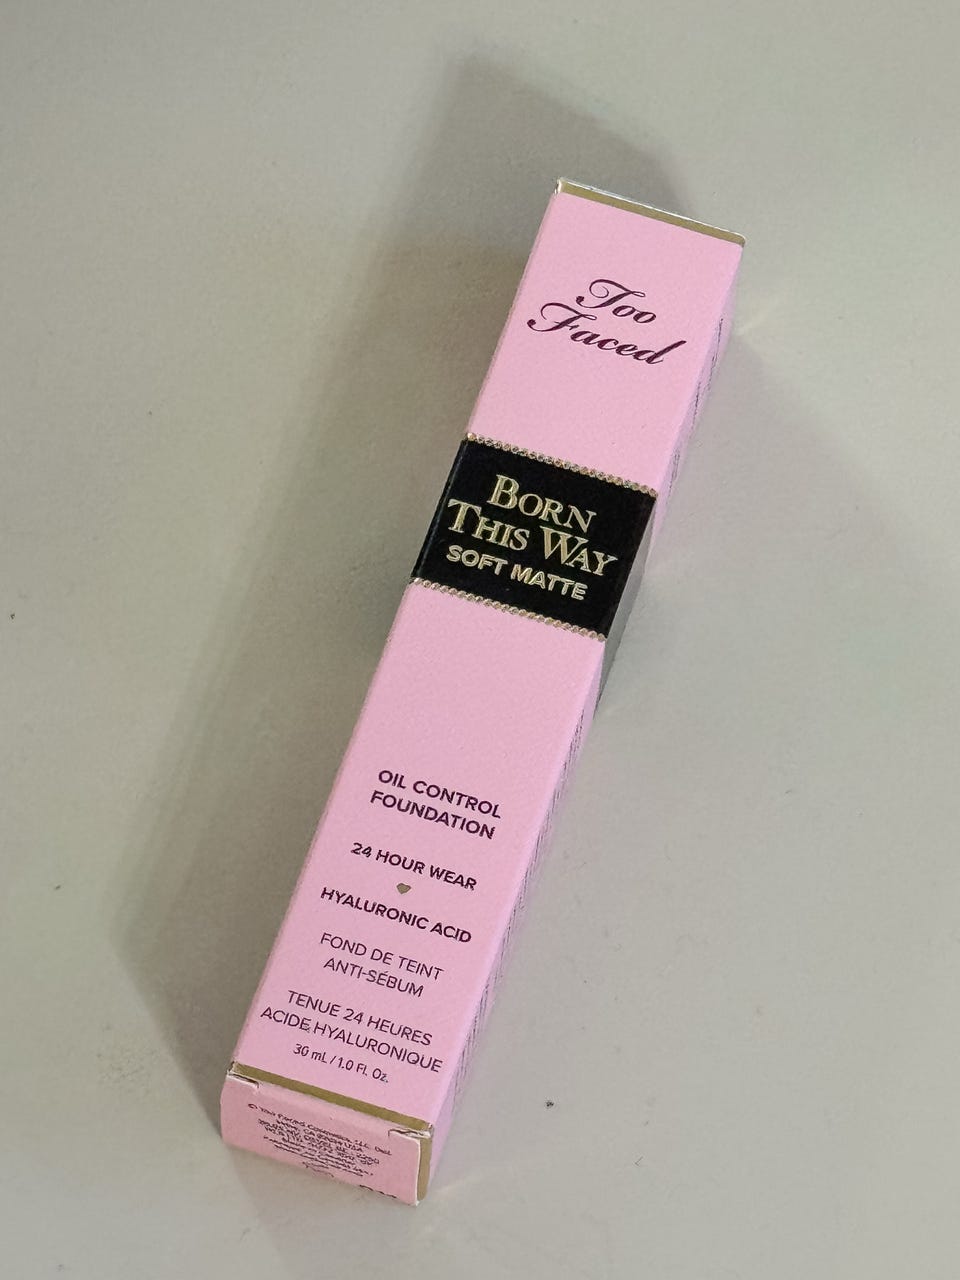 Too
Faced
BORN
THIS WAY
SOFT MATTE
OIL CONTROL
FOUNDATION
24 HOUR WEAR
HYALURONIC ACID
FOND DE TEINT
ANTI-SÉBUM
TENUE 24 HEURES
ACIDE HYALURONIQUE
30 mL / 1.0 Fl. Oz.